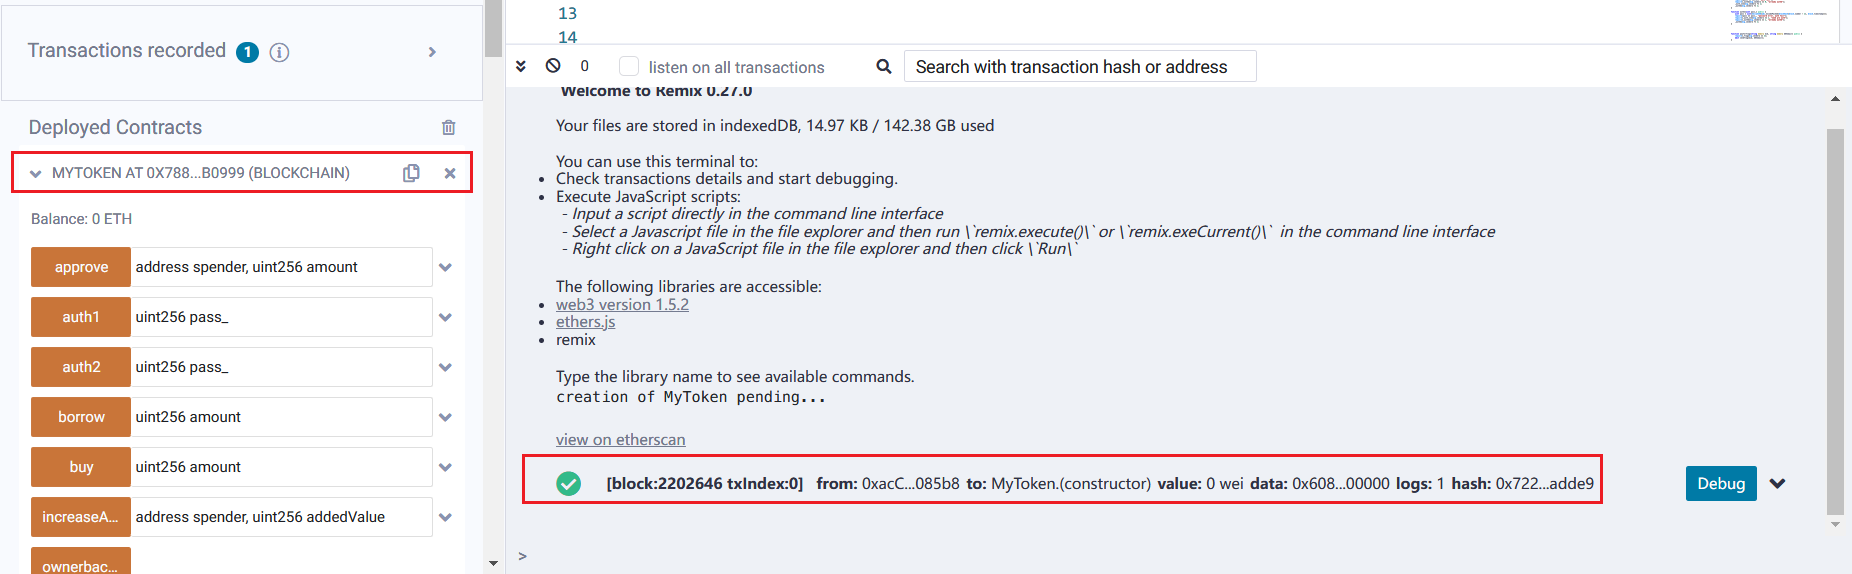 Transactions recorded 1 i
Deployed Contracts
MYTOKEN AT 0X788...B0999 (BLOCKCHAIN)
Balance: 0 ETH
approve address spender, uint256 amount
auth1 uint256 pass_
auth2 uint256 pass_
borrow uint256 amount
buy uint256 amount
increaseA... address spender, uint256 addedValue
ownerbac...
13
14
0 listen on all transactions Search with transaction hash or address
Welcome to Remix 0.27.0
Your files are stored in indexedDB, 14.97 KB / 142.38 GB used
You can use this terminal to:
• Check transactions details and start debugging.
• Execute JavaScript scripts:
- Input a script directly in the command line interface
- Select a Javascript file in the file explorer and then run \`remix.execute()\` or \`remix.exeCurrent()\` in the command line interface
- Right click on a JavaScript file in the file explorer and then click \`Run\`
The following libraries are accessible:
• web3 version 1.5.2
• ethers.js
• remix
Type the library name to see available commands.
creation of MyToken pending...
view on etherscan
[block:2202646 txIndex:0] from: 0xacC...085b8 to: MyToken.(constructor) value: 0 wei data: 0x608...00000 logs: 1 hash: 0x722...adde9 Debug
>